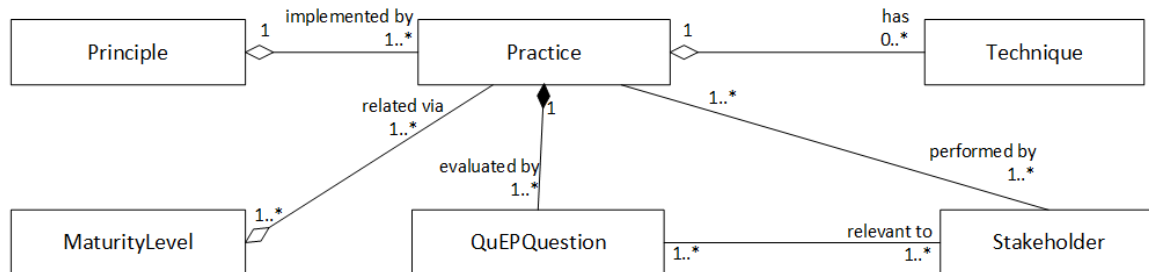 implemented by
has
1
1..*
1
0..*
Principle
Practice
Technique
related via
1..*
1
1..*
evaluated by
1..*
performed by
1..*
1..*
MaturityLevel
QuEPQuestion
relevant to
Stakeholder
1..*
1..*